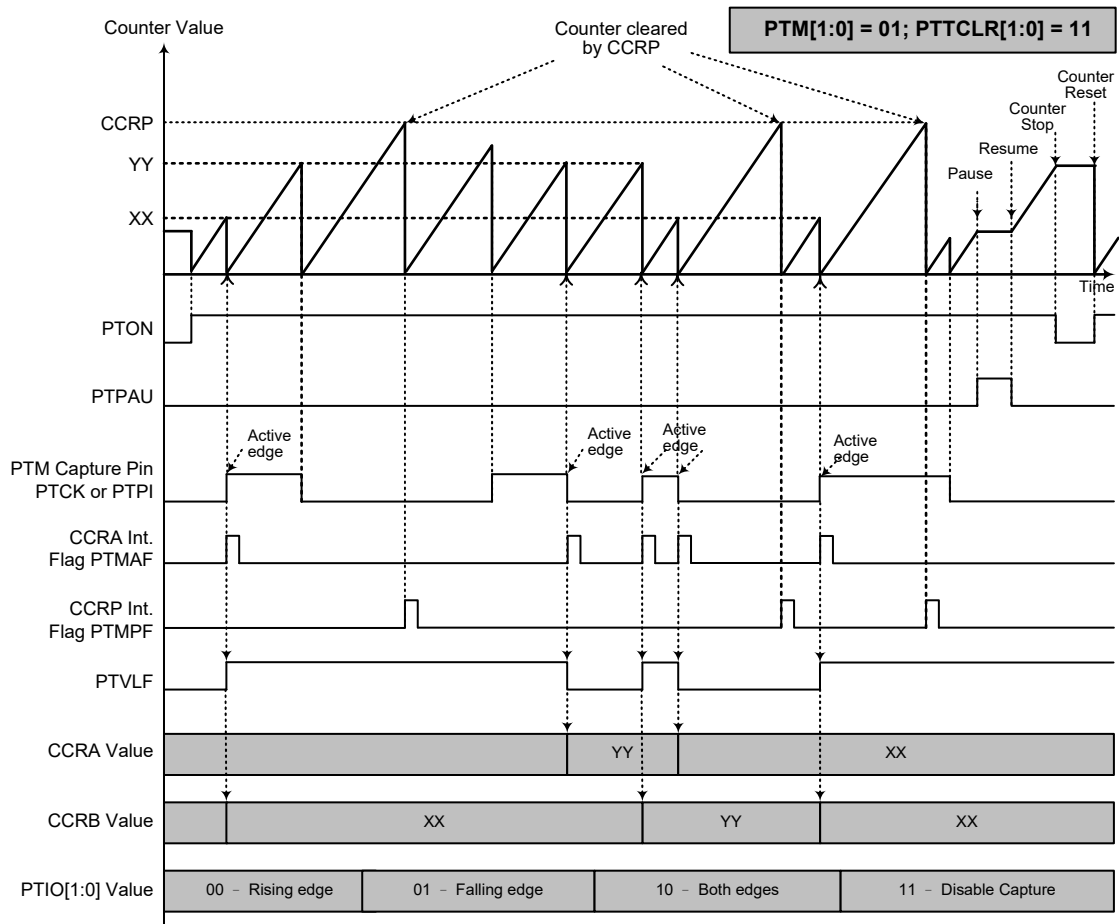 Counter Value
Counter cleared
by CCRP
PTM[1:0] = 01; PTTCLR[1:0] = 11
Counter
Reset
Counter
Stop
CCRP
YY
Resume
Pause
XX
Time
PTON
PTPAU
Active
edge
Active
edge
Active
edge
Active
edge
PTM Capture Pin
PTCK or PTPI
CCRA Int.
Flag PTMAF
CCRP Int.
Flag PTMPF
PTVLF
CCRA Value
YY
XX
CCRB Value
XX
YY
XX
PTIO[1:0] Value
00 – Rising edge
01 – Falling edge
10 – Both edges
11 – Disable Capture